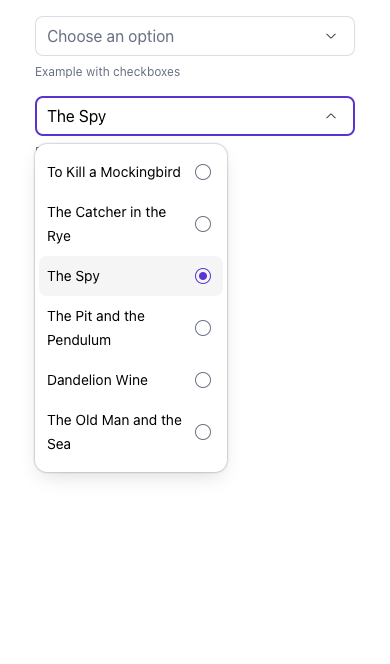 Choose an option
Example with checkboxes
The Spy
To Kill a Mockingbird
The Catcher in the
Rye
The Spy
The Pit and the
Pendulum
Dandelion Wine
The Old Man and the
Sea